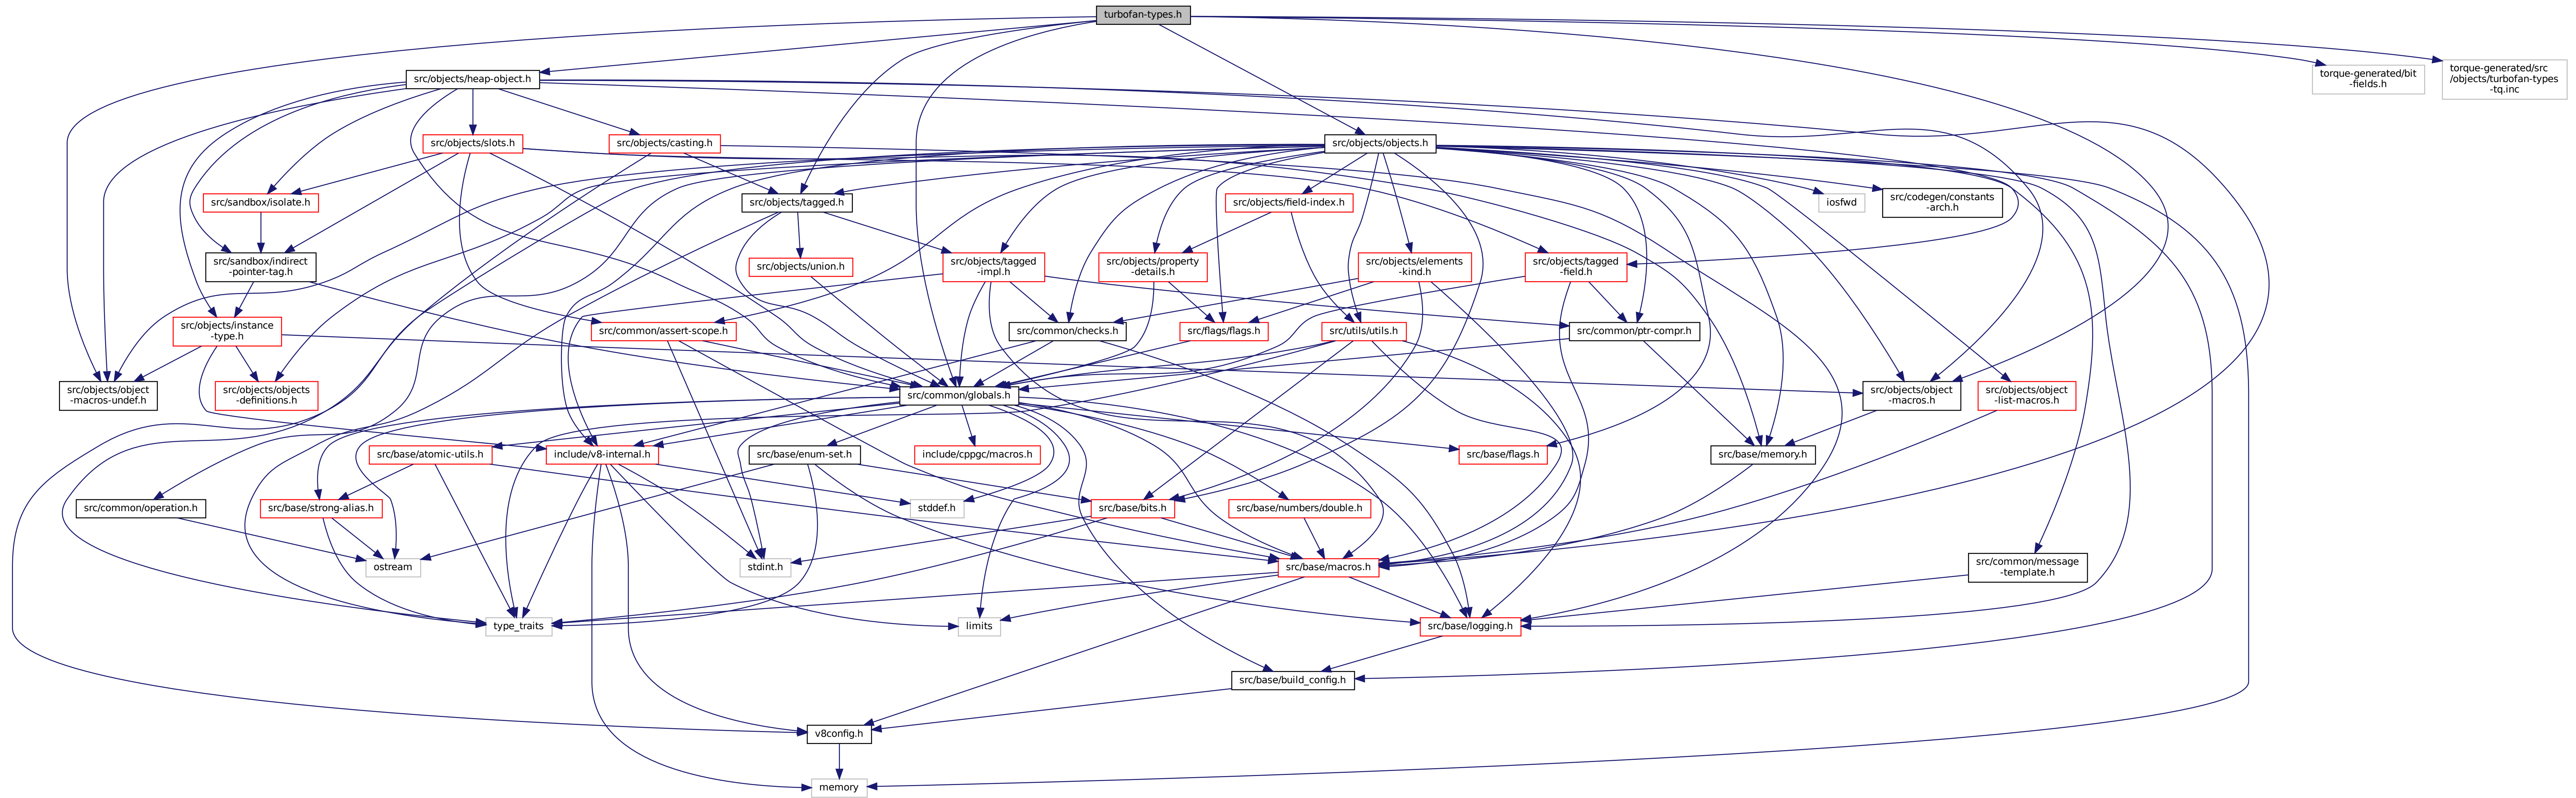 turbofan-types.h
src/objects/heap-object.h
torque-generated/bit
-fields.h
torque-generated/src
/objects/turbofan-types
-tq.inc
src/objects/slots.h
src/objects/casting.h
src/objects/objects.h
src/sandbox/isolate.h
src/objects/tagged.h
src/objects/field-index.h
iosfwd
src/codegen/constants
-arch.h
src/sandbox/indirect
-pointer-tag.h
src/objects/union.h
src/objects/tagged
-impl.h
src/objects/property
-details.h
src/objects/elements
-kind.h
src/objects/tagged
-field.h
src/objects/instance
-type.h
src/common/assert-scope.h
src/common/checks.h
src/flags/flags.h
src/utils/utils.h
src/common/ptr-compr.h
src/objects/object
-macros-undef.h
src/objects/objects
-definitions.h
src/common/globals.h
src/objects/object
-macros.h
src/objects/object
-list-macros.h
src/base/atomic-utils.h
include/v8-internal.h
src/base/enum-set.h
include/cppgc/macros.h
src/base/flags.h
src/base/memory.h
src/common/operation.h
src/base/strong-alias.h
stddef.h
src/base/bits.h
src/base/numbers/double.h
ostream
stdint.h
src/base/macros.h
src/common/message
-template.h
type_traits
limits
src/base/logging.h
src/base/build_config.h
v8config.h
memory